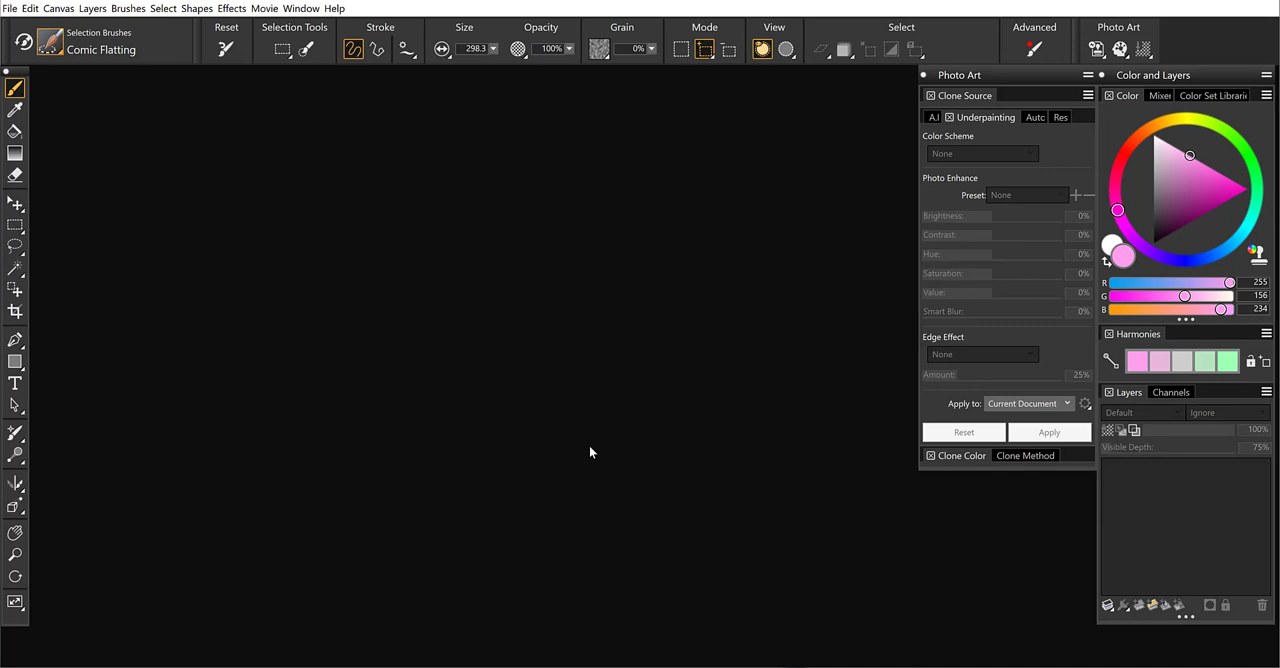 File Edit Canvas Layers Brushes Select Shapes Effects Movie Window Help
Selection Brushes
Comic Flatting
Reset
Selection Tools
Stroke
Size
298.3
Opacity
100%
Grain
0%
Mode
View
Select
Advanced
Photo Art
Photo Art
Clone Source
A.I Underpainting Auto Res
Color Scheme
None
Photo Enhance
Preset: None
Brightness: 0%
Contrast: 0%
Hue: 0%
Saturation: 0%
Value: 0%
Smart Blur: 0%
Edge Effect
None
Amount: 25%
Apply to: Current Document
Reset Apply
Clone Color Clone Method
Color and Layers
Color Mixer Color Set Librari
R 255
G 156
B 234
Harmonies
Layers Channels
Default Ignore
100%
Visible Depth: 75%